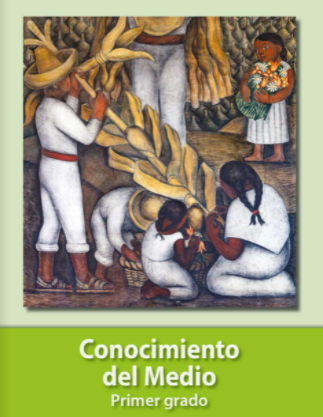 Conocimiento
del Medio
Primer grado